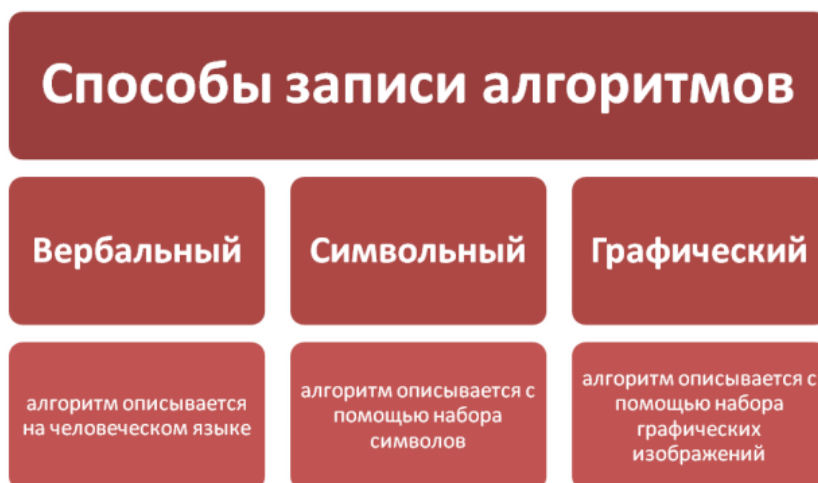 Способы записи алгоритмов
Вербальный
Символьный
Графический
алгоритм описывается
на человеческом языке
алгоритм описывается с
помощью набора
символов
алгоритм описывается с
помощью набора
графических
изображений